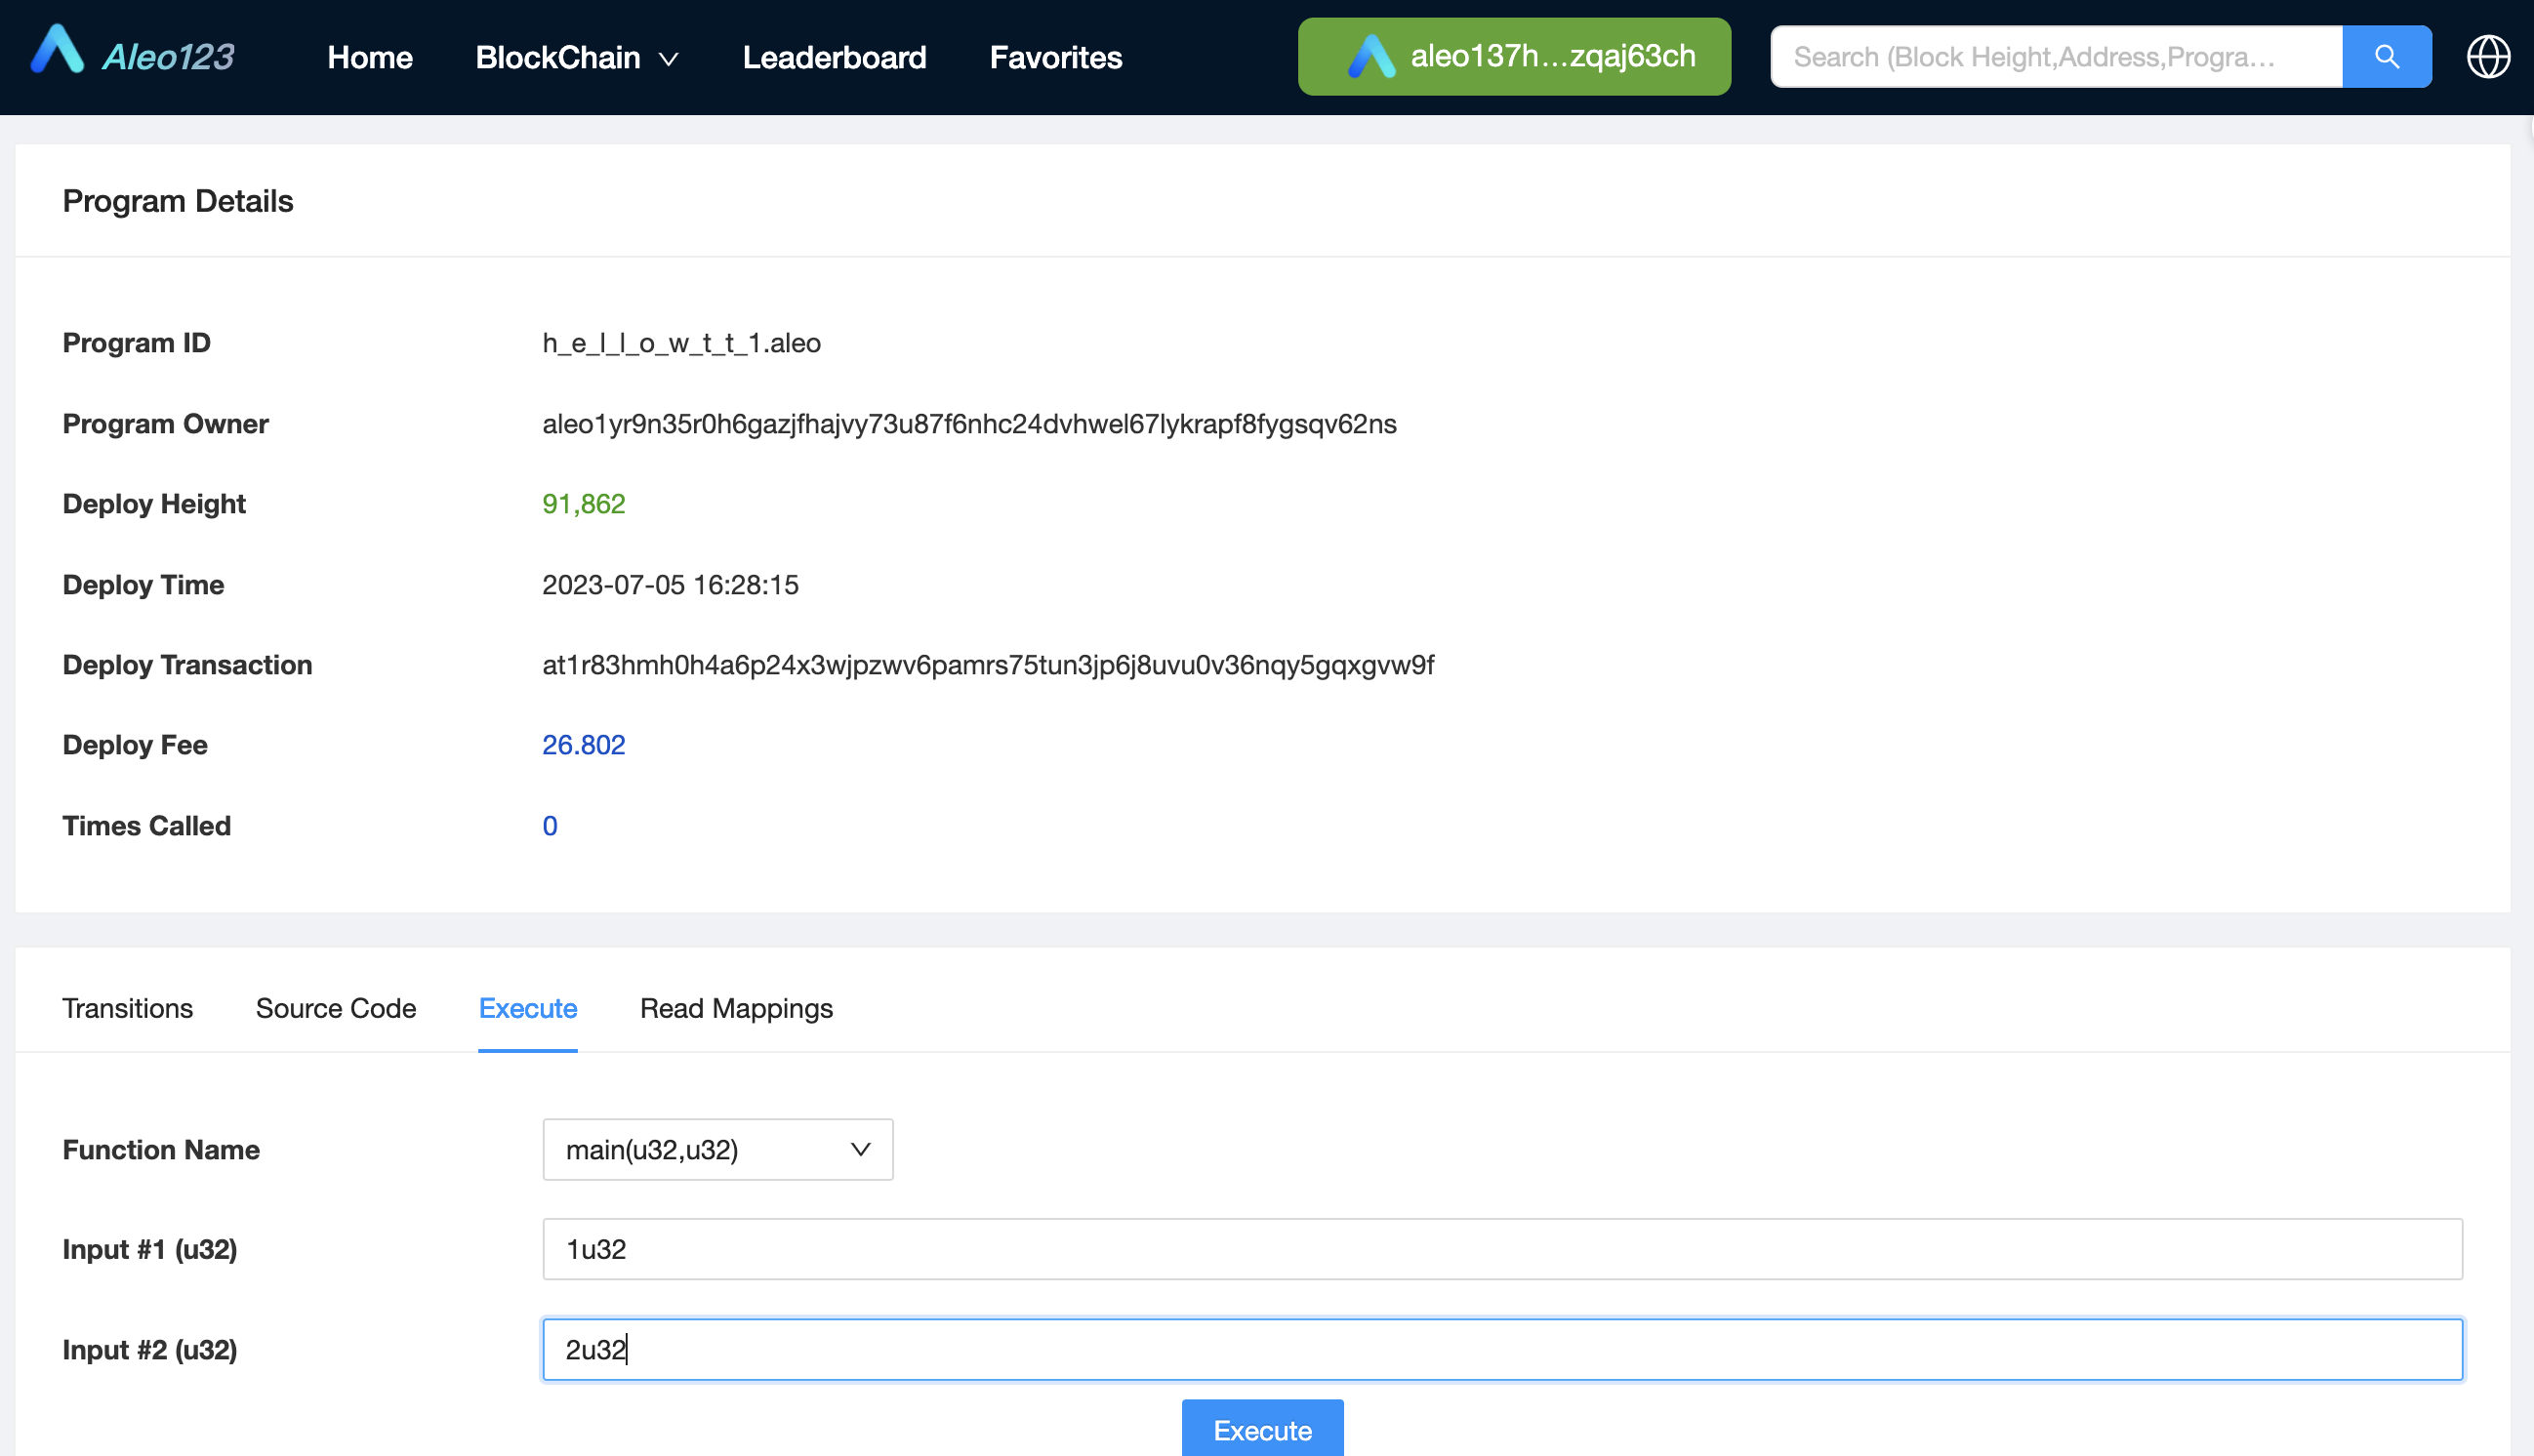 Aleo123 Home BlockChain Leaderboard Favorites aleo137h...zqaj63ch Search (Block Height,Address,Progra...
Program Details
Program ID h_e_l_l_o_w_t_t_1.aleo
Program Owner aleo1yr9n35r0h6gazjfhajvy73u87f6nhc24dvhwel67lykrapf8fygsqv62ns
Deploy Height 91,862
Deploy Time 2023-07-05 16:28:15
Deploy Transaction at1r83hmh0h4a6p24x3wjpzwv6pamrs75tun3jp6j8uvu0v36nqy5gqxgvw9f
Deploy Fee 26.802
Times Called 0
Transitions Source Code Execute Read Mappings
Function Name main(u32,u32)
Input #1 (u32) 1u32
Input #2 (u32) 2u32
Execute